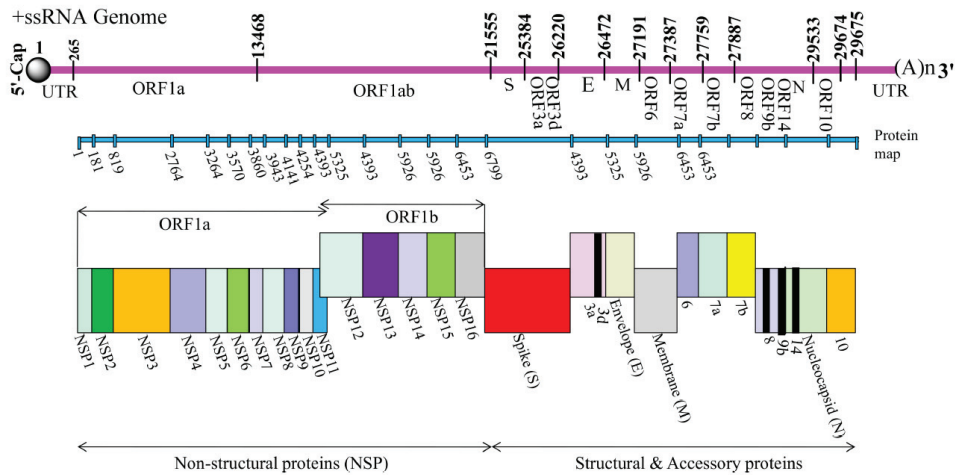 +ssRNA Genome
5'-Cap
1
265
13468
21555
25384
26220
26472
27191
27387
27759
27887
29533
29674
29675
(A)n 3'
UTR
ORF1a
ORF1ab
S
ORF3a
ORF3d
E
M
ORF6
ORF7a
ORF7b
ORF8
ORF9b
ORF14
N
ORF10
UTR
Protein
map
1
181
819
2764
3264
3570
3860
3943
4141
4254
4393
5325
4393
5926
5926
6453
6799
4393
5325
5926
6453
6453
ORF1a
ORF1b
NSP1
NSP2
NSP3
NSP4
NSP5
NSP6
NSP7
NSP8
NSP9
NSP10
NSP11
NSP12
NSP13
NSP14
NSP15
NSP16
Spike (S)
3a
3d
Envelope (E)
Membrane (M)
6
7a
7b
8
9b
14
Nucleocapsid (N)
10
Non-structural proteins (NSP)
Structural & Accessory proteins